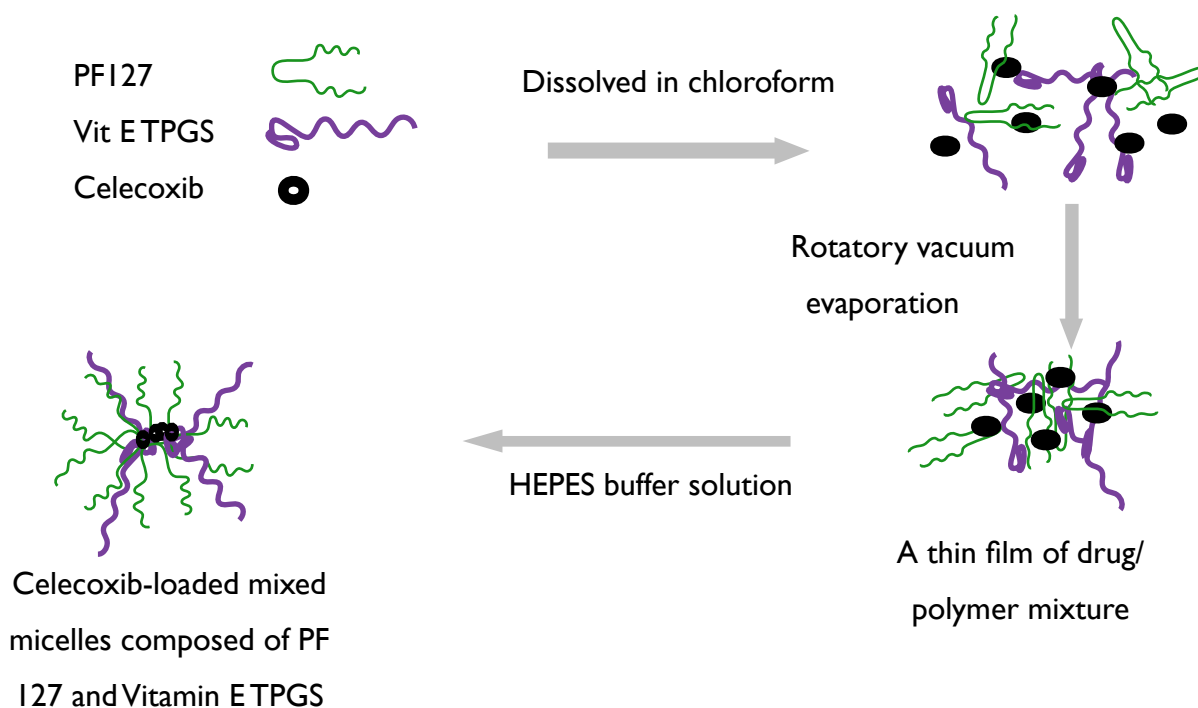 PF127
Vit E TPGS
Celecoxib
Dissolved in chloroform
Rotatory vacuum
evaporation
A thin film of drug/
polymer mixture
HEPES buffer solution
Celecoxib-loaded mixed
micelles composed of PF
127 and Vitamin E TPGS